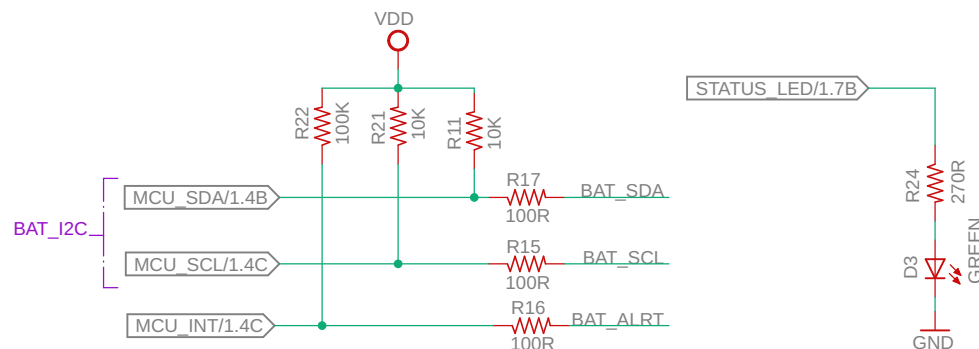 VDD
STATUS_LED/1.7B
R22
100K
R21
10K
R11
10K
R24
270R
MCU_SDA/1.4B
R17
100R
BAT_SDA
BAT_I2C
MCU_SCL/1.4C
R15
100R
BAT_SCL
D3
GREEN
MCU_INT/1.4C
R16
100R
BAT_ALRT
GND